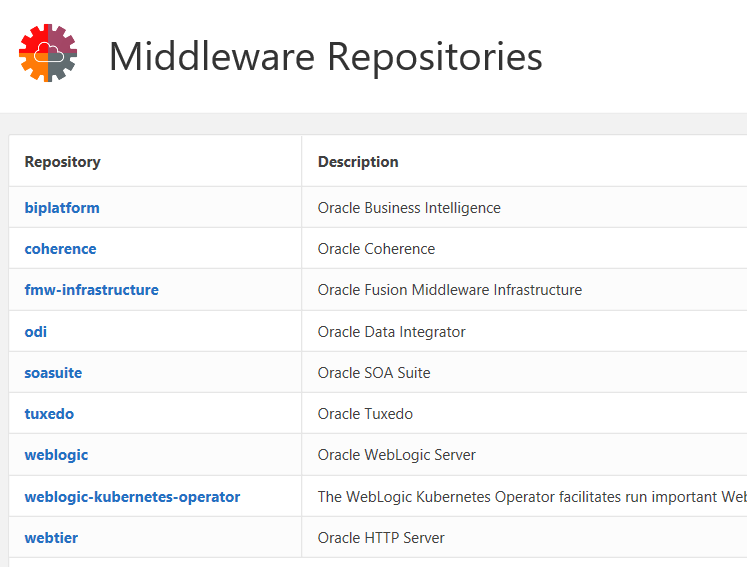 Middleware Repositories
Repository Description
biplatform Oracle Business Intelligence
coherence Oracle Coherence
fmw-infrastructure Oracle Fusion Middleware Infrastructure
odi Oracle Data Integrator
soasuite Oracle SOA Suite
tuxedo Oracle Tuxedo
weblogic Oracle WebLogic Server
weblogic-kubernetes-operator The WebLogic Kubernetes Operator facilitates run important Web
webtier Oracle HTTP Server